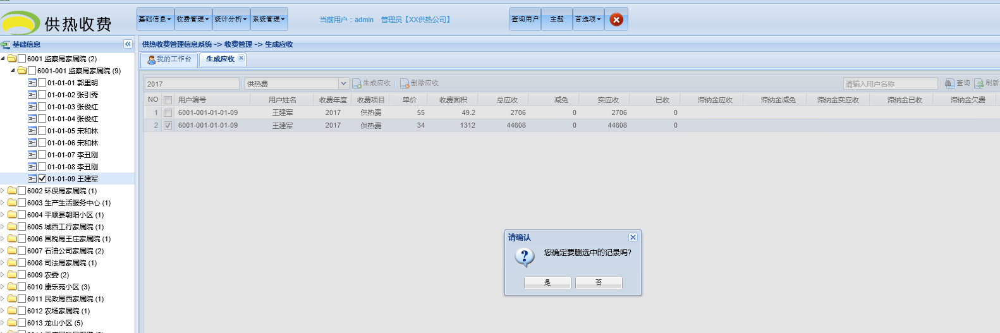 供热收费
基础信息 收费管理 统计分析 系统管理 当前用户：admin 管理员【XX供热公司】 查询用户 主题 首选项
基础信息
供热收费管理信息系统 -> 收费管理 -> 生成应收
我的工作台 生成应收
2017 供热费 生成应收 删除应收 请输入用户名称 查询 刷新
NO 用户编号 用户姓名 收费年度 收费项目 单价 收费面积 总应收 减免 实应收 已收 滞纳金应收 滞纳金减免 滞纳金实应收 滞纳金已收 滞纳金欠费
1 6001-001-01-01-09 王建军 2017 供热费 55 49.2 2706 0 2706 0
2 6001-001-01-01-09 王建军 2017 供热费 34 1312 44608 0 44608 0
6001 监察局家属院 (2)
6001-001 监察局家属院 (9)
01-01-01 郭里明
01-01-02 张引秀
01-01-03 张俊红
01-01-04 张俊红
01-01-05 宋和林
01-01-06 宋和林
01-01-07 李丑刚
01-01-08 李丑刚
01-01-09 王建军
6002 环保局家属院 (1)
6003 生产生活服务中心 (1)
6004 平顺县朝阳小区 (1)
6005 城西工行家属院 (1)
6006 国税局王庄家属院 (1)
6007 石油公司家属院 (2)
6008 司法局家属院 (1)
6009 农委 (2)
6010 康乐苑小区 (3)
6011 民政局西家属院 (1)
6012 农场家属院 (1)
6013 龙山小区 (5)
请确认
您确定要删选中的记录吗?
是 否